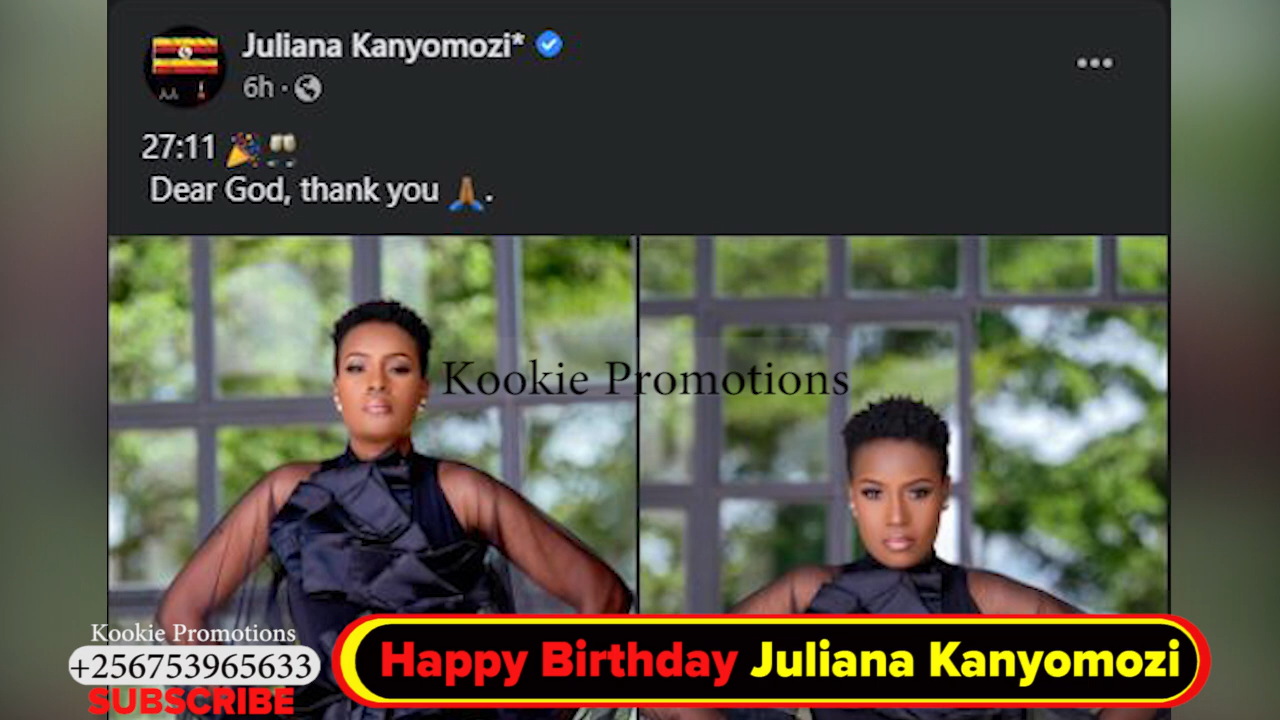 Juliana Kanyomozi*
6h ·
27:11 🎉🥂
Dear God, thank you 🙏.
Kookie Promotions
Kookie Promotions
+256753965633
SUBSCRIBE
Happy Birthday Juliana Kanyomozi